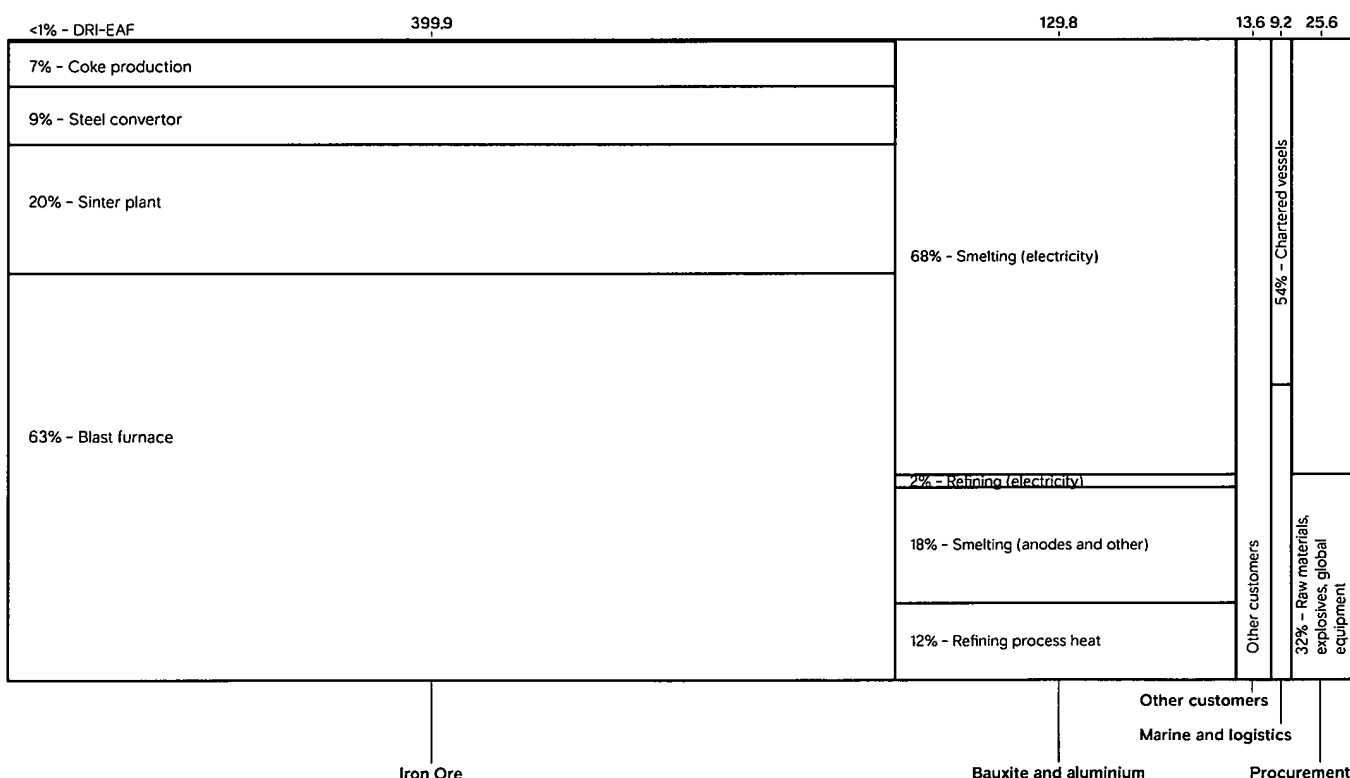 <1% - DRI-EAF
399.9
129.8
13.6
9.2
25.6
7% - Coke production
9% - Steel convertor
20% - Sinter plant
63% - Blast furnace
68% - Smelting (electricity)
2% - Refining (electricity)
18% - Smelting (anodes and other)
12% - Refining process heat
Other customers
54% - Chartered vessels
32% - Raw materials,
explosives, global
equipment
Other customers
Marine and logistics
Iron Ore
Bauxite and aluminium
Procurement